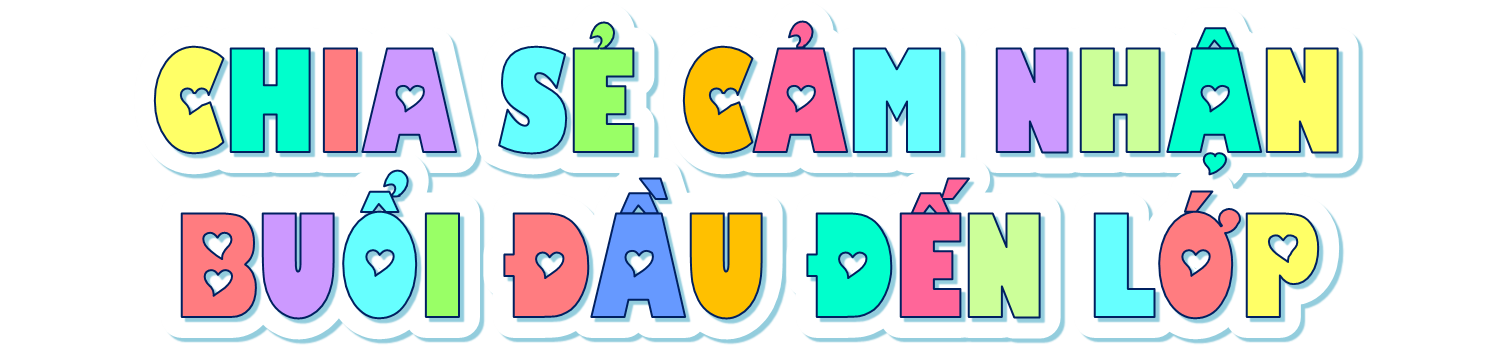 CHIA SẺ CẢM NHẬN
BUỔI ĐẦU ĐẾN LỚP